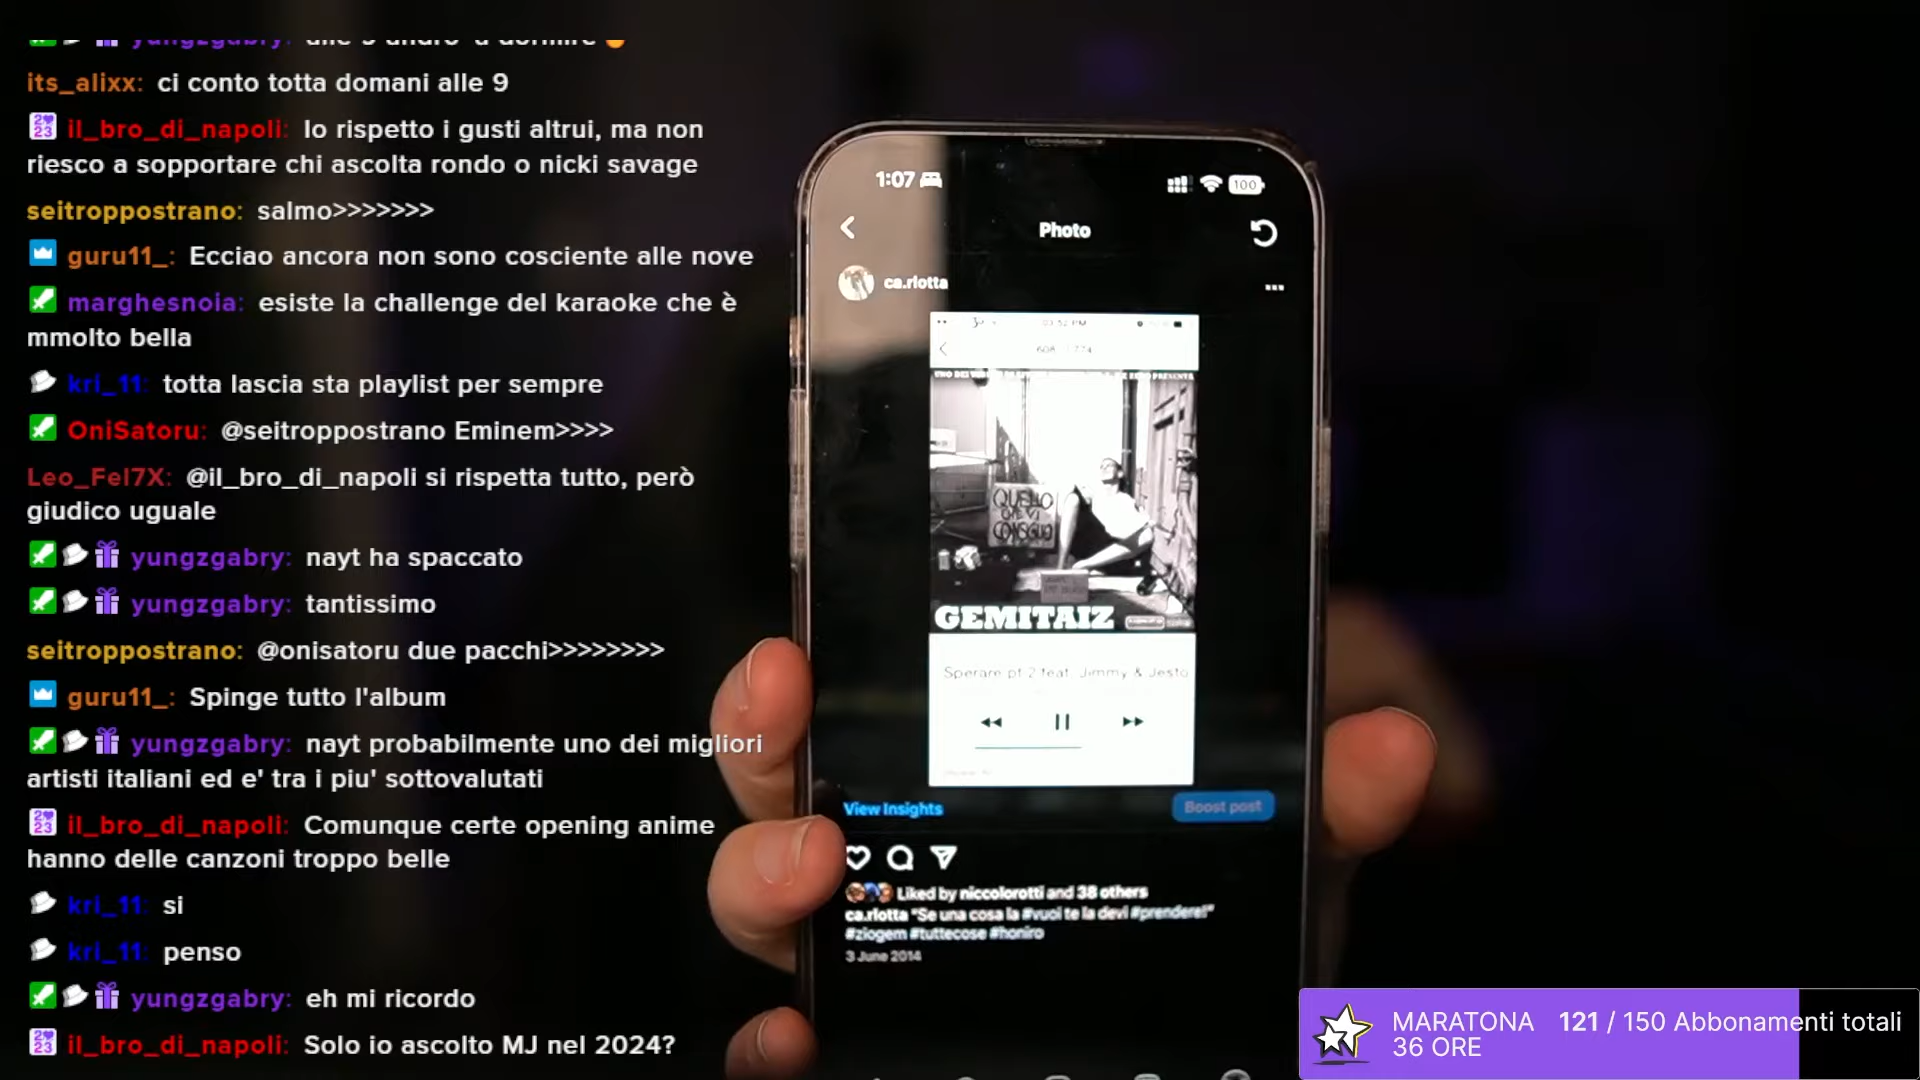 yungzgabry: alle 9 andro' a dormire
its_alixx: ci conto totta domani alle 9
il_bro_di_napoli: Io rispetto i gusti altrui, ma non
riesco a sopportare chi ascolta rondo o nicki savage
seitroppostrano: salmo>>>>>>>
guru11_: Ecciao ancora non sono cosciente alle nove
marghesnoia: esiste la challenge del karaoke che è
mmolto bella
kri_11: totta lascia sta playlist per sempre
OniSatoru: @seitroppostrano Eminem>>>>
Leo_Fel7X: @il_bro_di_napoli si rispetta tutto, però
giudico uguale
yungzgabry: nayt ha spaccato
yungzgabry: tantissimo
seitroppostrano: @onisatoru due pacchi>>>>>>>>
guru11_: Spinge tutto l'album
yungzgabry: nayt probabilmente uno dei migliori
artisti italiani ed e' tra i piu' sottovalutati
il_bro_di_napoli: Comunque certe opening anime
hanno delle canzoni troppo belle
kri_11: si
kri_11: penso
yungzgabry: eh mi ricordo
il_bro_di_napoli: Solo io ascolto MJ nel 2024?
1:07
100
Photo
ca.rlotta
03:52 PM
QUELLO
CHE VI
CONSIGLIO
GEMITAIZ
Sperare pt.2 feat. Jimmy & Jesto
View Insights
Boost post
Liked by niccolorotti and 38 others
ca.rlotta "Se una cosa la #vuoi te la devi #prendere!"
#ziogem #tuttecose #honiro
3 June 2014
MARATONA 121 / 150 Abbonamenti totali
36 ORE